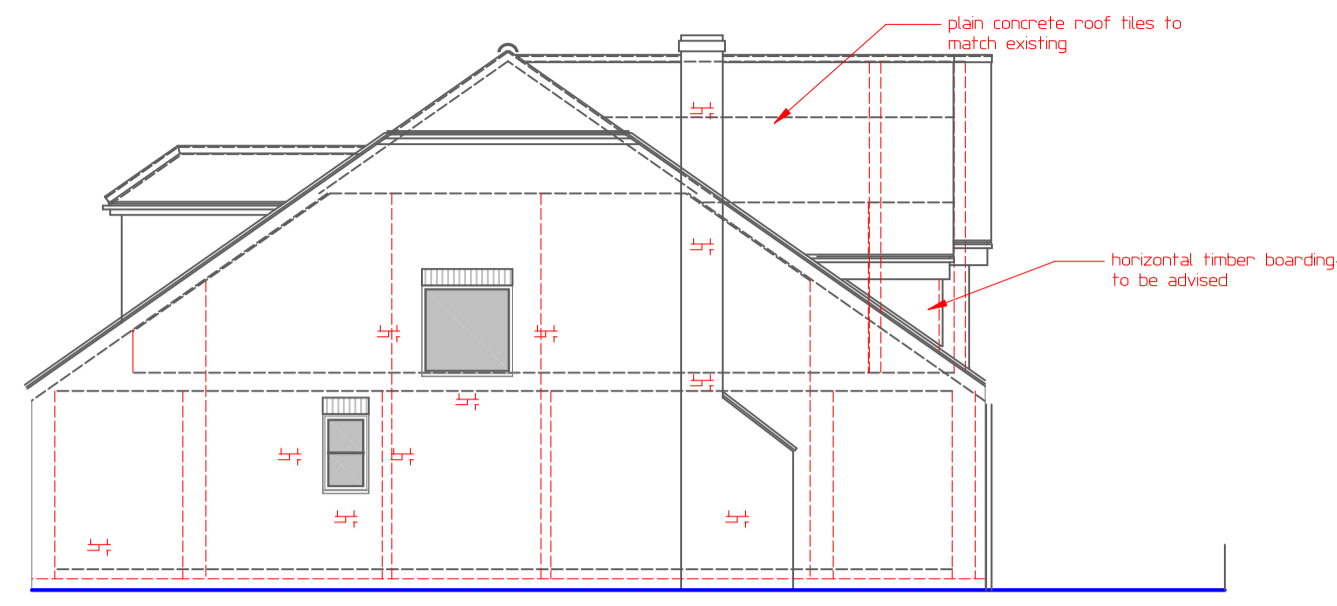 plain concrete roof tiles to
match existing
horizontal timber boarding
to be advised